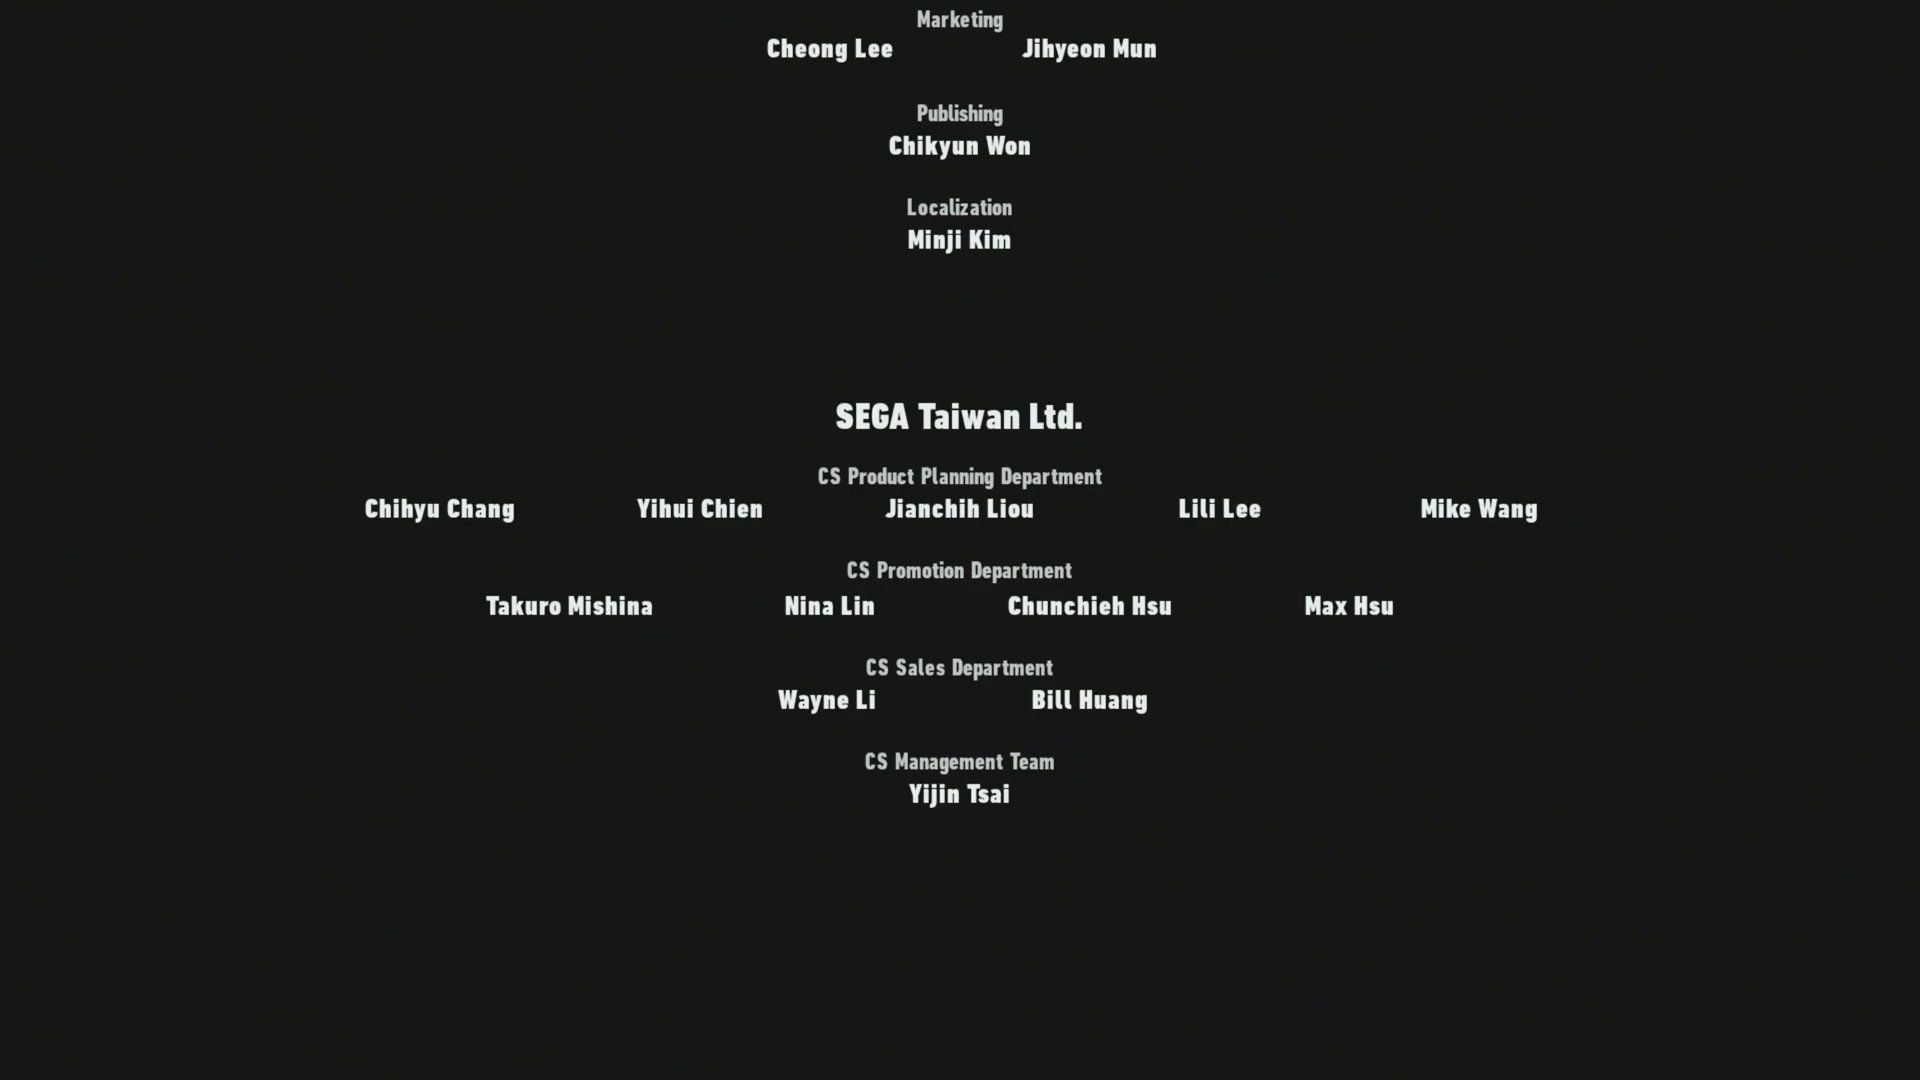 Marketing
Cheong Lee Jihyeon Mun
Publishing
Chikyun Won
Localization
Minji Kim
SEGA Taiwan Ltd.
CS Product Planning Department
Chihyu Chang Yihui Chien Jianchih Liou Lili Lee Mike Wang
CS Promotion Department
Takuro Mishina Nina Lin Chunchieh Hsu Max Hsu
CS Sales Department
Wayne Li Bill Huang
CS Management Team
Yijin Tsai